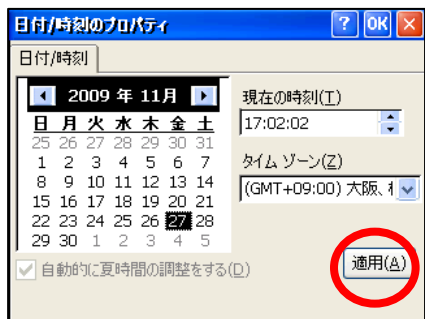 日付/時刻のプロパティ ? OK ×
日付/時刻
2009 年 11月
日 月 火 水 木 金 土
25 26 27 28 29 30 31
1 2 3 4 5 6 7
8 9 10 11 12 13 14
15 16 17 18 19 20 21
22 23 24 25 26 27 28
29 30 1 2 3 4 5
現在の時刻(T)
17:02:02
タイム ゾーン(Z)
(GMT+09:00) 大阪、
自動的に夏時間の調整をする(D)
適用(A)